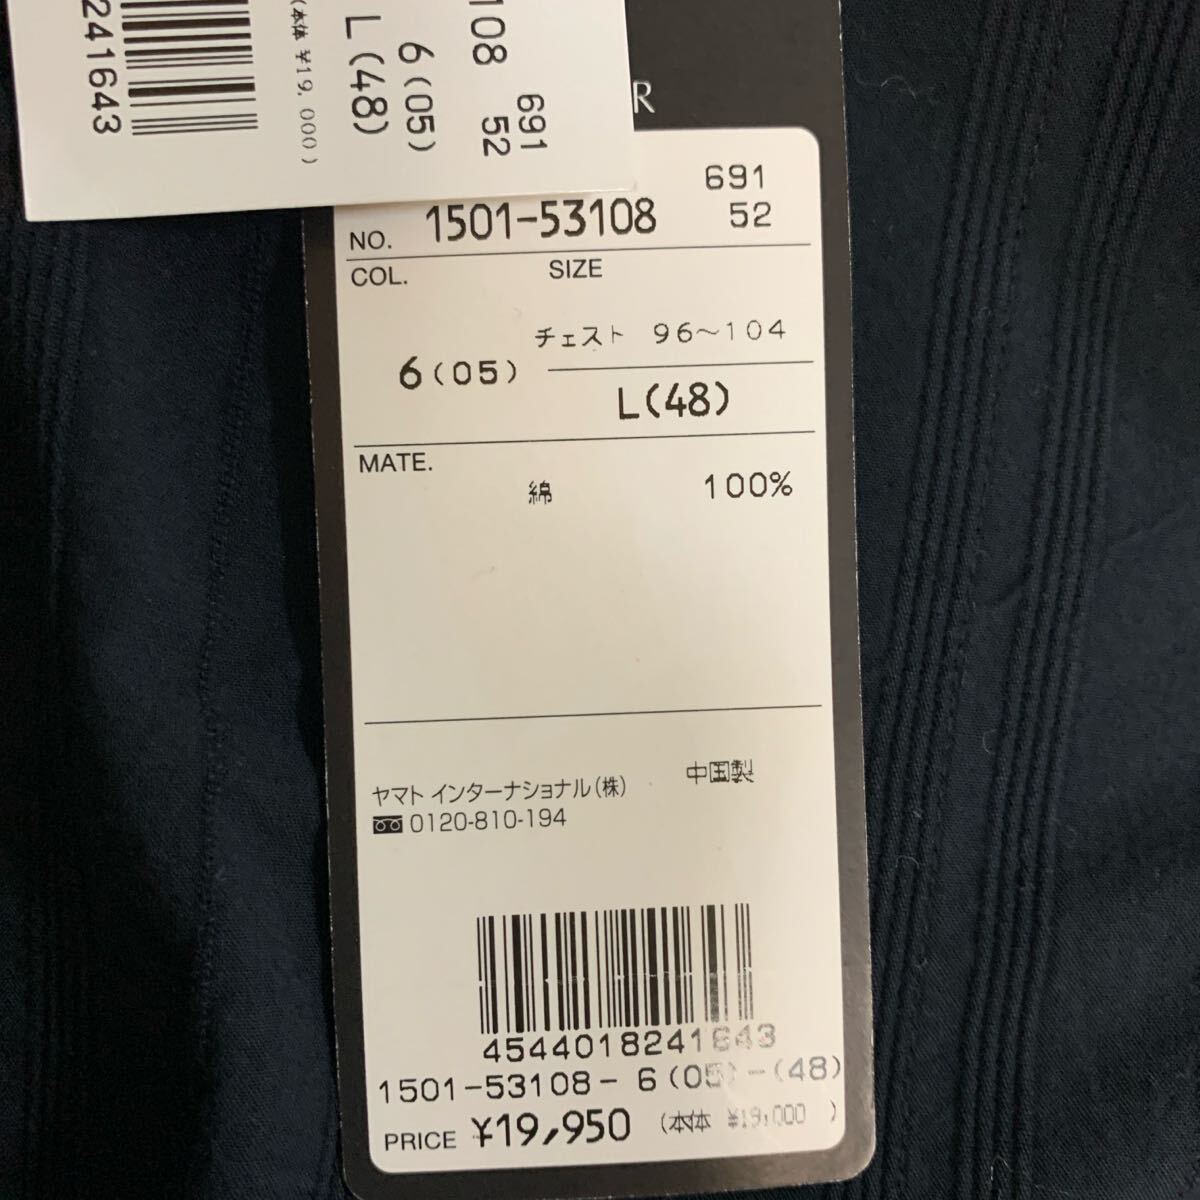 241643
(本体 ¥19,000)
L(48)
6(05)
108 52
691
R
691
NO. 1501-53108 52
COL. SIZE
チェスト 96~104
6(05)
L(48)
MATE.
綿 100%
ヤマト インターナショナル(株) 中国製
0120-810-194
4544018241643
1501-53108- 6(05)-(48)
PRICE ¥19,950 (本体 ¥19,000 )